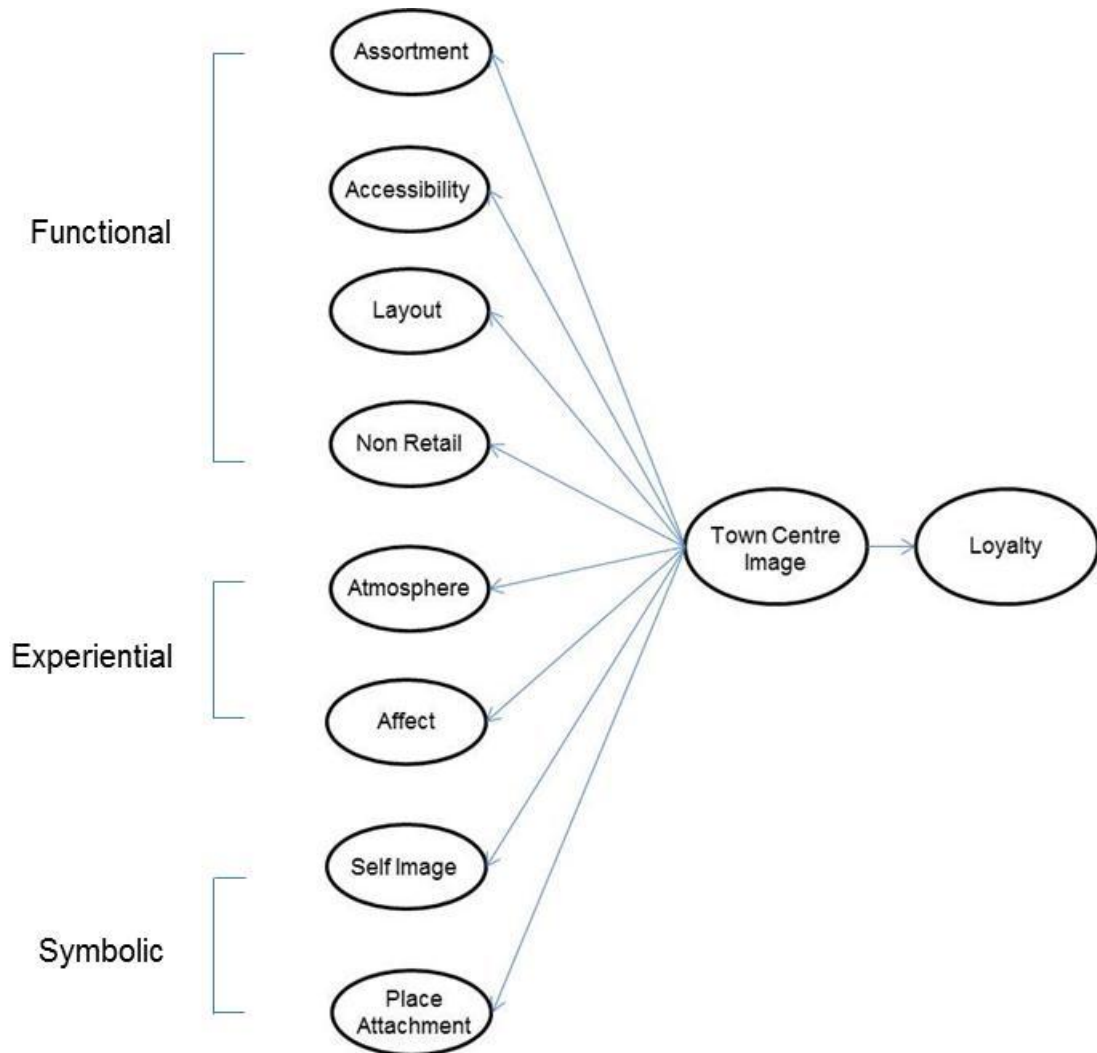 Assortment
Accessibility
Functional
Layout
Non Retail
Town Centre
Image
Loyalty
Atmosphere
Experiential
Affect
Self Image
Symbolic
Place
Attachment